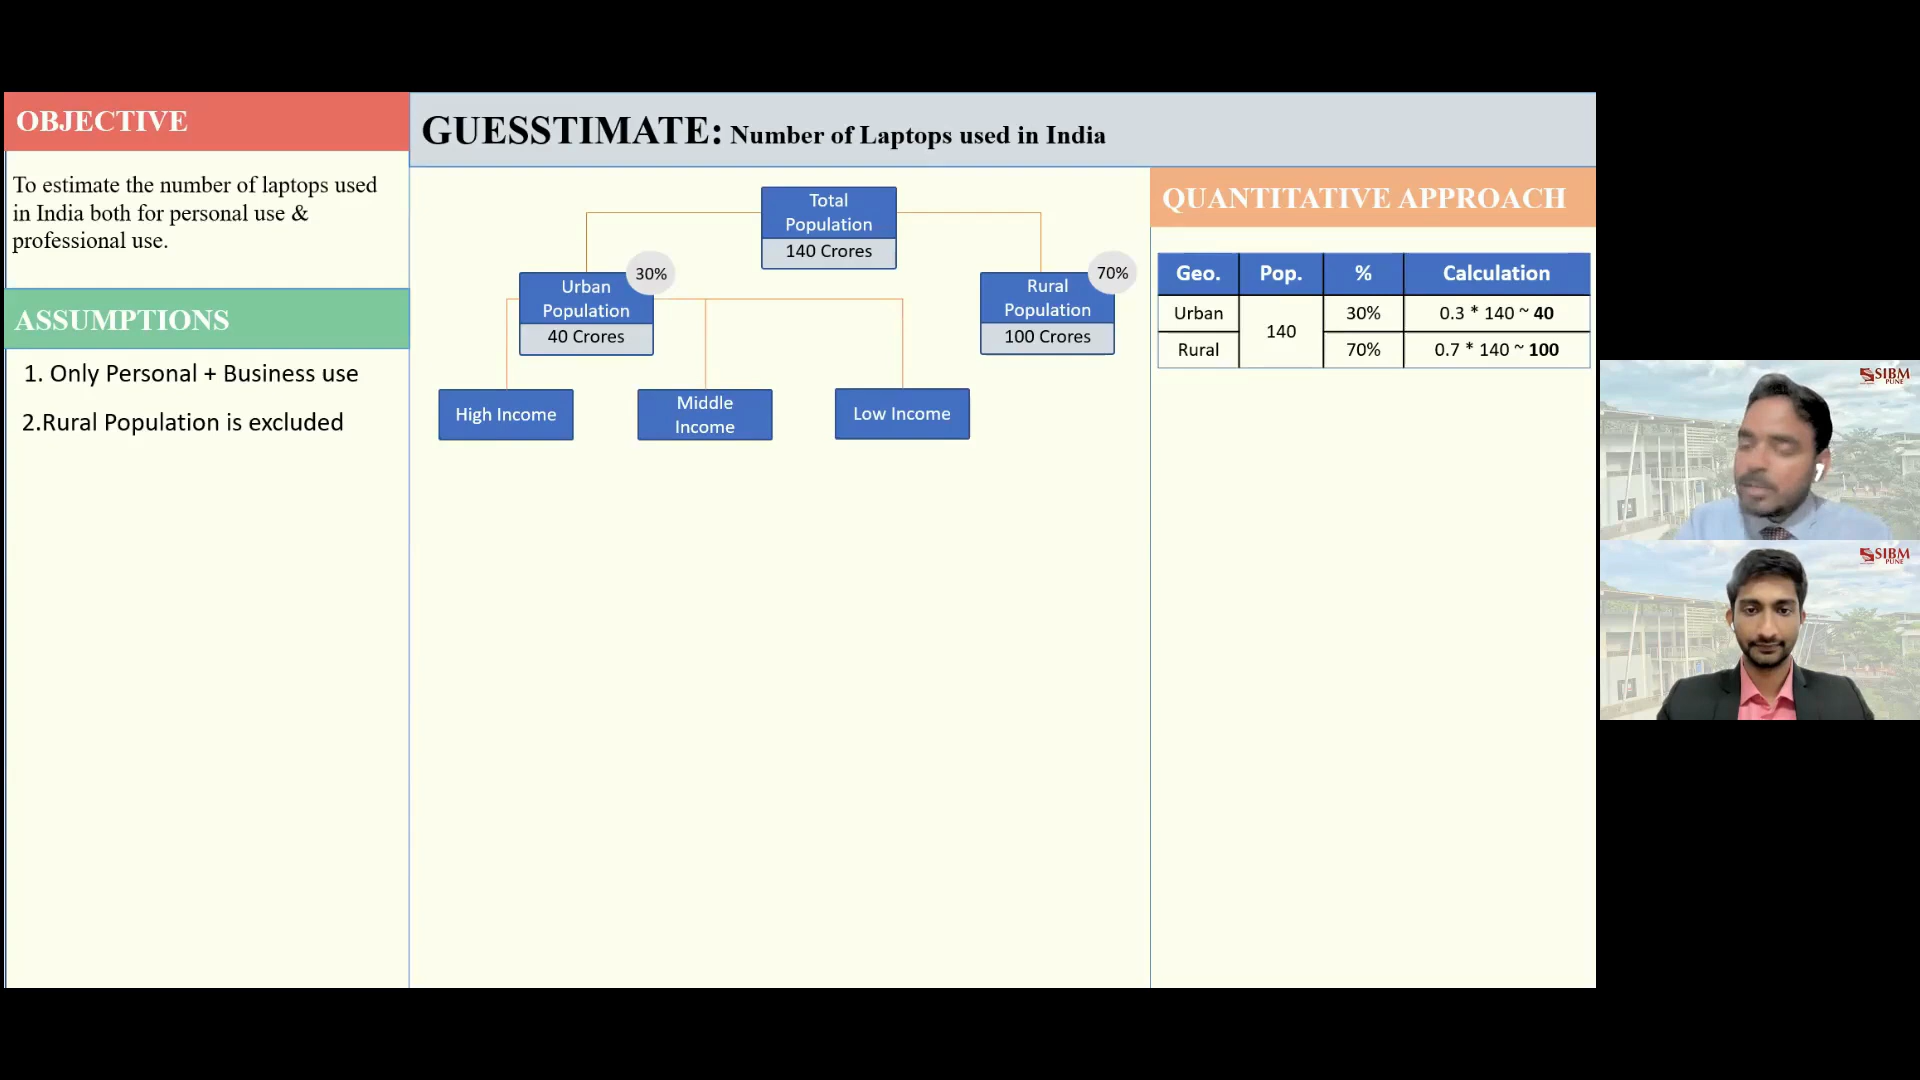 OBJECTIVE
To estimate the number of laptops used
in India both for personal use &
professional use.
ASSUMPTIONS
1. Only Personal + Business use
2.Rural Population is excluded
GUESSTIMATE: Number of Laptops used in India
Total
Population
140 Crores
30%
Urban
Population
40 Crores
70%
Rural
Population
100 Crores
High Income
Middle
Income
Low Income
QUANTITATIVE APPROACH
Geo. Pop. % Calculation
Urban 140 30% 0.3 * 140 ~ 40
Rural 70% 0.7 * 140 ~ 100
SIBM
PUNE
SIBM
PUNE